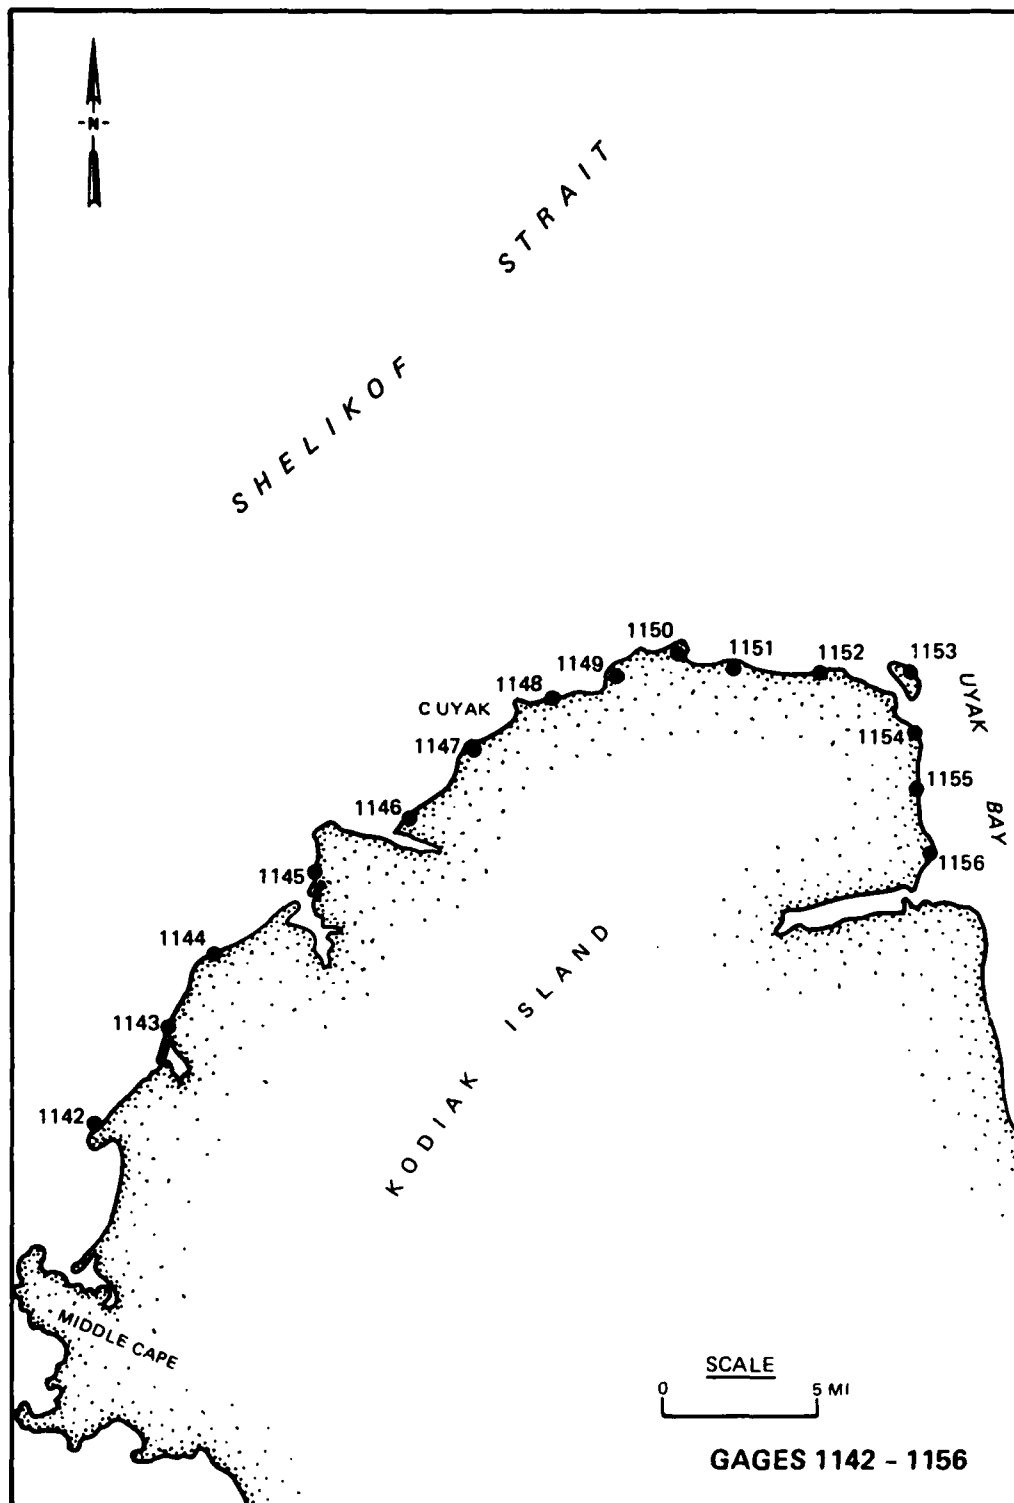 -N-
SHELIKOF STRAIT
1150
1151
1152
1153
1149
1148
C UYAK
UYAK BAY
1147
1154
1155
1146
1156
1145
1144
KODIAK ISLAND
1143
1142
MIDDLE CAPE
SCALE
0 5 MI
GAGES 1142 - 1156